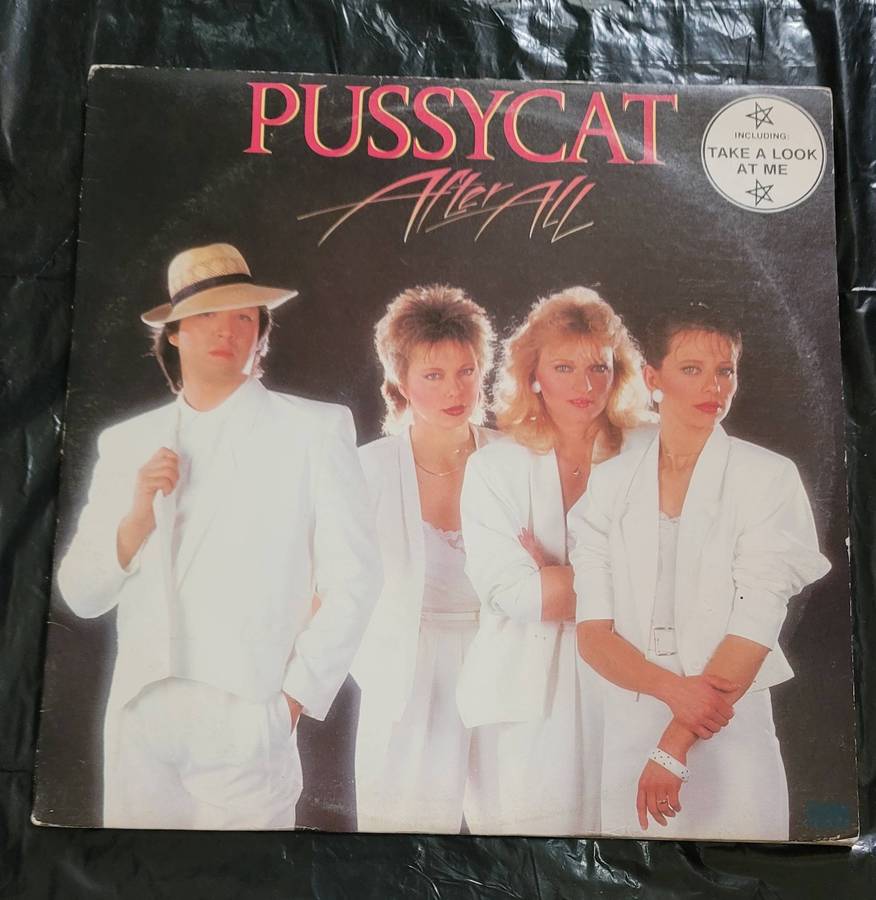 PUSSYCAT
After All
INCLUDING:
TAKE A LOOK
AT ME